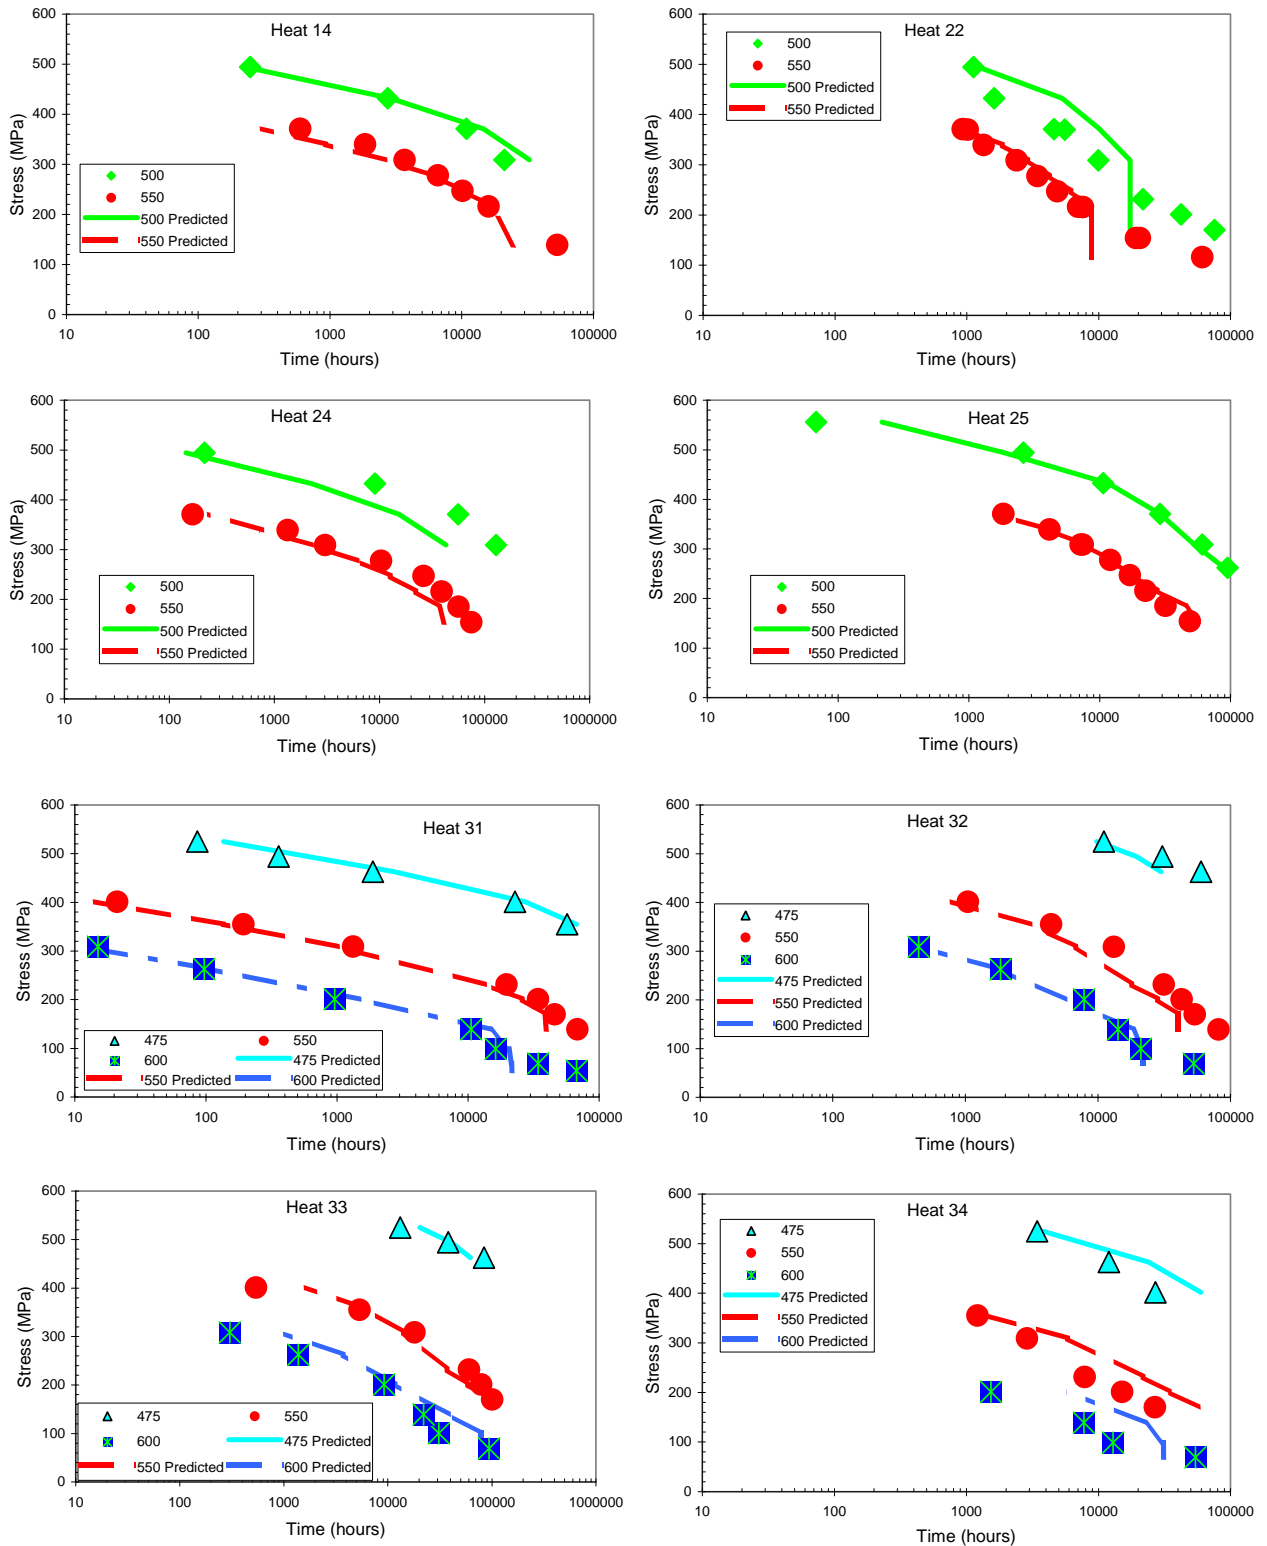 Heat 14
600
500
400
300
200
100
0
Stress (MPa)
500
550
500 Predicted
550 Predicted
10 100 1000 10000 100000
Time (hours)
Heat 22
600
500
400
300
200
100
0
Stress (MPa)
500
550
500 Predicted
550 Predicted
10 100 1000 10000 100000
Time (hours)
Heat 24
600
500
400
300
200
100
0
Stress (MPa)
500
550
500 Predicted
550 Predicted
10 100 1000 10000 100000 1000000
Time (hours)
Heat 25
600
500
400
300
200
100
0
Stress (MPa)
500
550
500 Predicted
550 Predicted
10 100 1000 10000 100000
Time (hours)
Heat 31
600
500
400
300
200
100
0
Stress (MPa)
475 550
600 475 Predicted
550 Predicted 600 Predicted
10 100 1000 10000 100000
Time (hours)
Heat 32
600
500
400
300
200
100
0
Stress (MPa)
475
550
600
475 Predicted
550 Predicted
600 Predicted
10 100 1000 10000 100000
Time (hours)
Heat 33
600
500
400
300
200
100
0
Stress (MPa)
475 550
600 475 Predicted
550 Predicted 600 Predicted
10 100 1000 10000 100000 1000000
Time (hours)
Heat 34
600
500
400
300
200
100
0
Stress (MPa)
475
550
600
475 Predicted
550 Predicted
600 Predicted
10 100 1000 10000 100000
Time (hours)